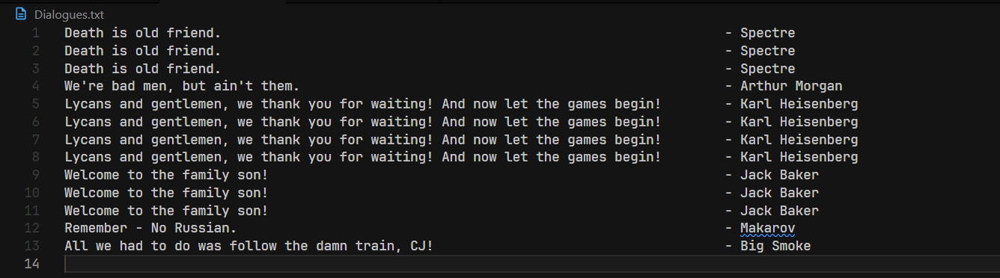 Dialogues.txt
1 Death is old friend. - Spectre
2 Death is old friend. - Spectre
3 Death is old friend. - Spectre
4 We're bad men, but ain't them. - Arthur Morgan
5 Lycans and gentlemen, we thank you for waiting! And now let the games begin! - Karl Heisenberg
6 Lycans and gentlemen, we thank you for waiting! And now let the games begin! - Karl Heisenberg
7 Lycans and gentlemen, we thank you for waiting! And now let the games begin! - Karl Heisenberg
8 Lycans and gentlemen, we thank you for waiting! And now let the games begin! - Karl Heisenberg
9 Welcome to the family son! - Jack Baker
10 Welcome to the family son! - Jack Baker
11 Welcome to the family son! - Jack Baker
12 Remember - No Russian. - Makarov
13 All we had to do was follow the damn train, CJ! - Big Smoke
14